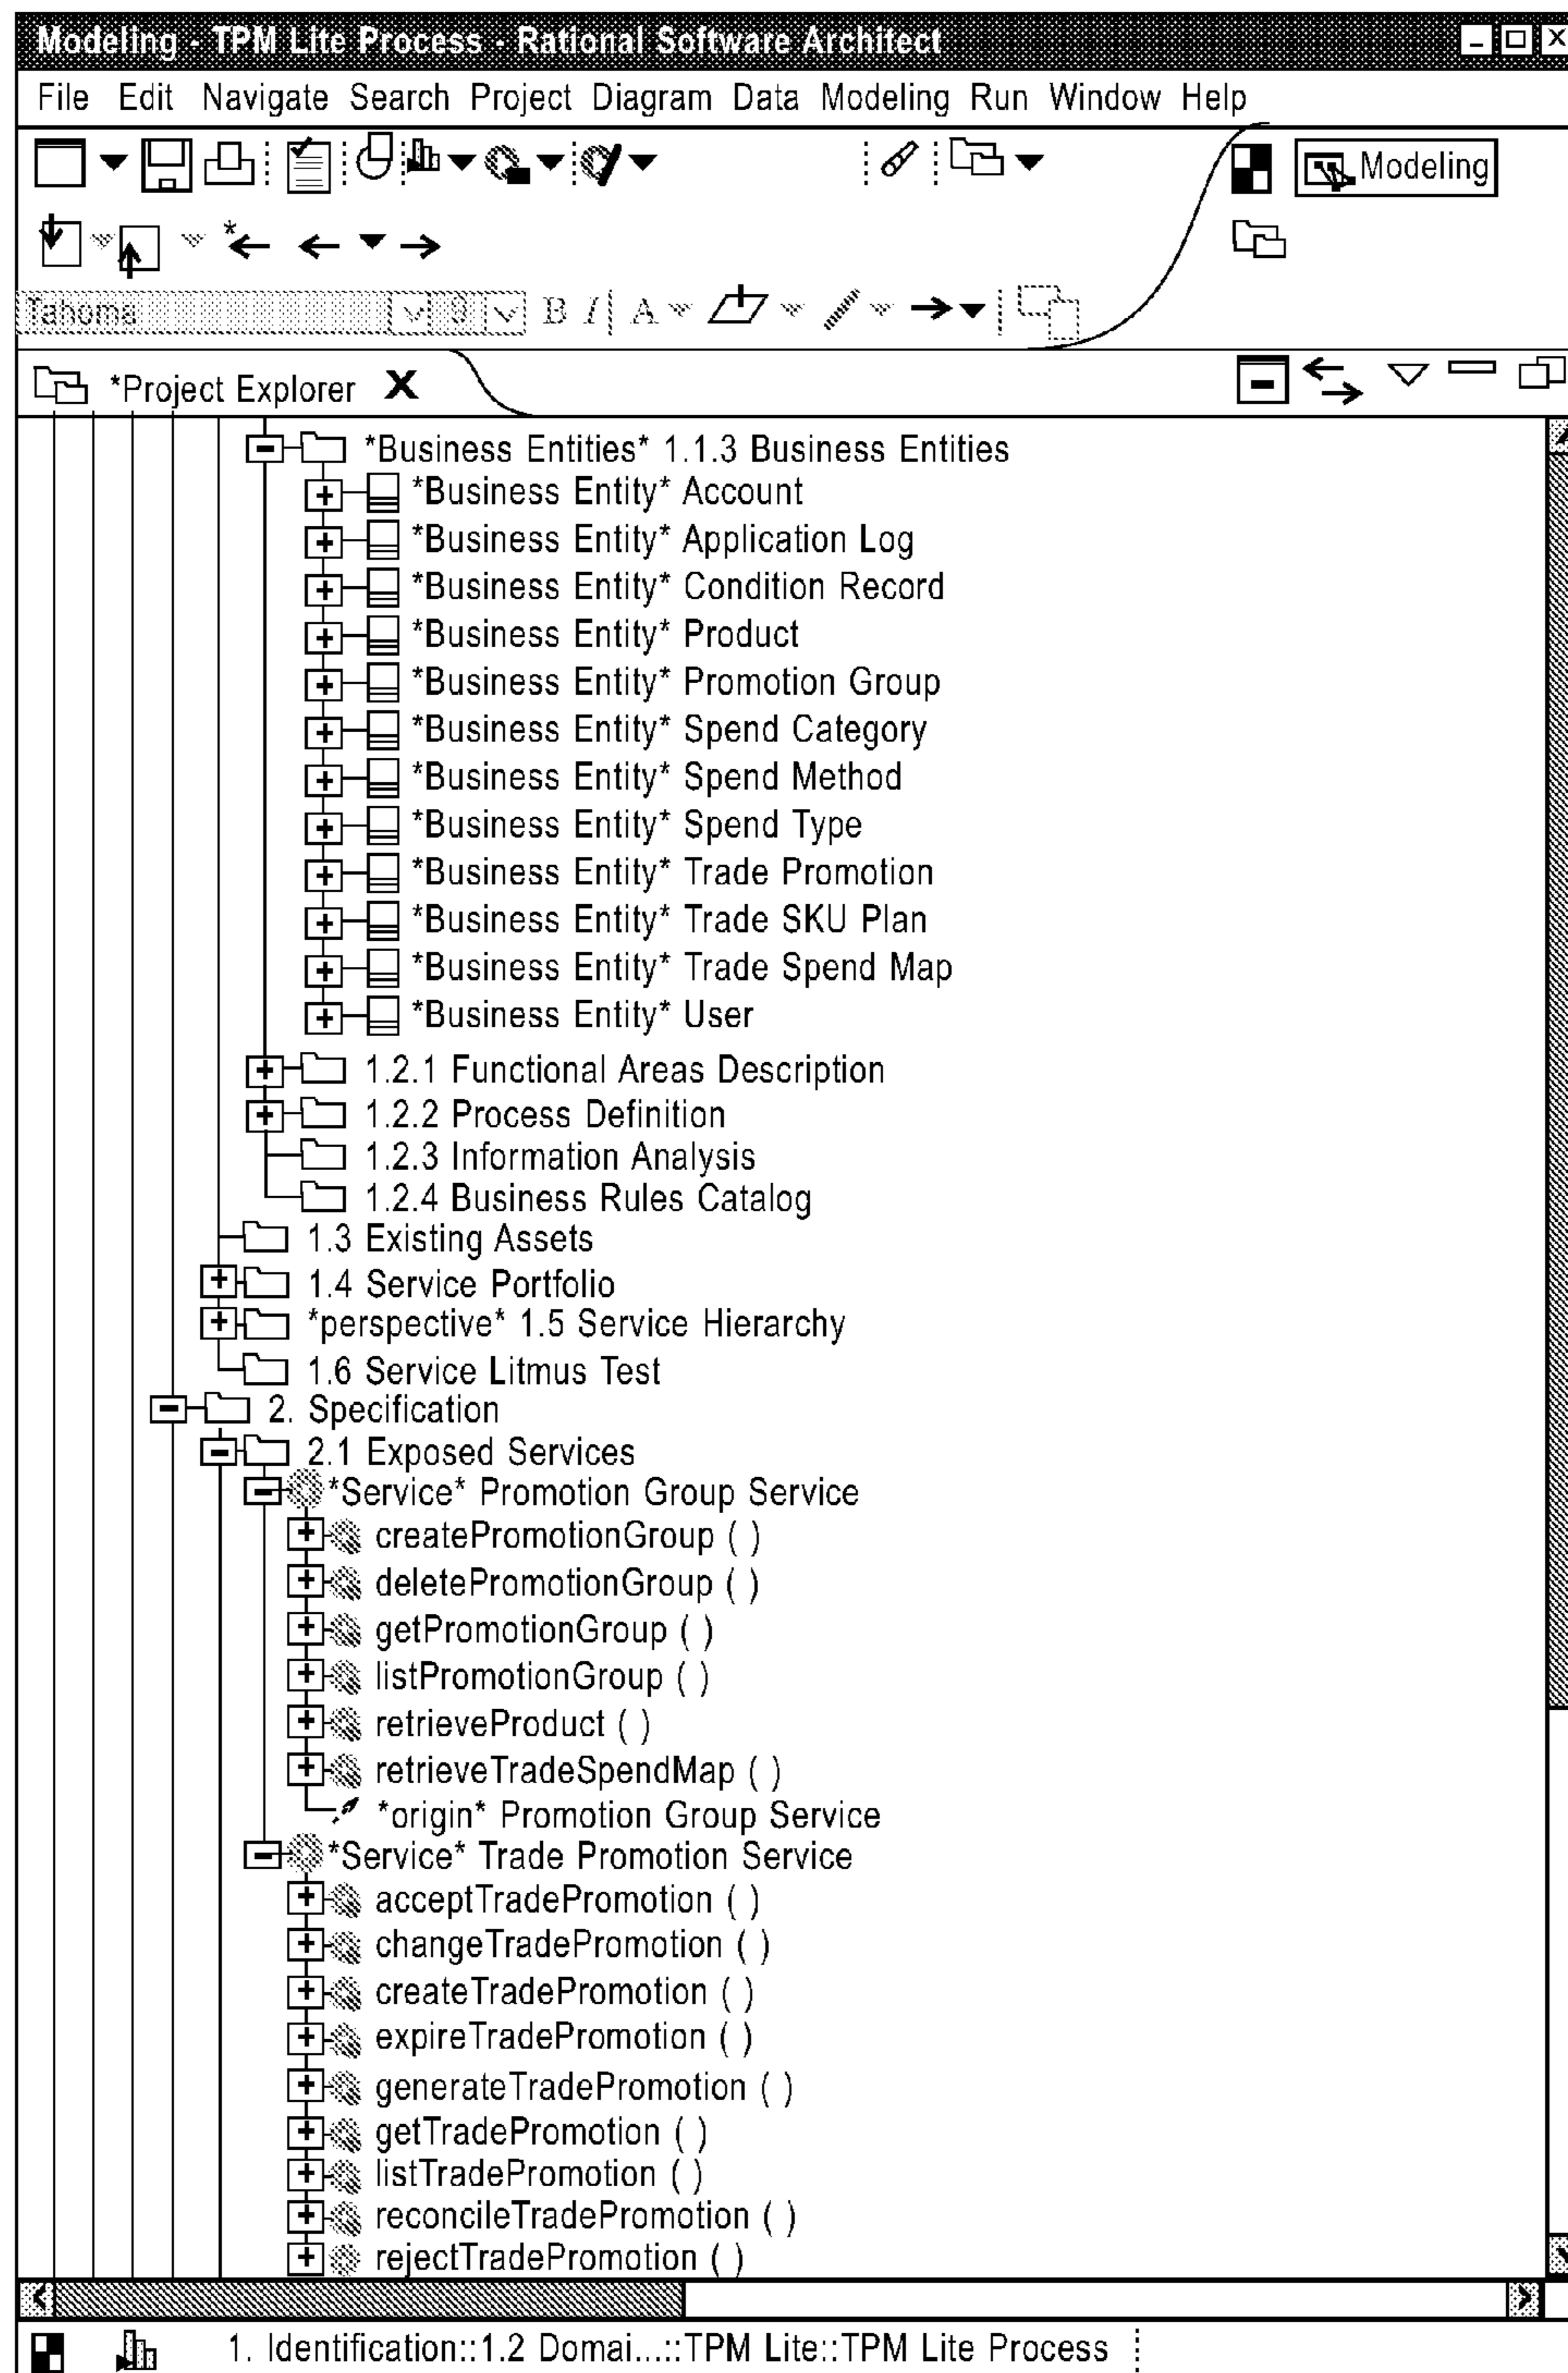 Modeling - TPM Lite Process - Rational Software Architect
File Edit Navigate Search Project Diagram Data Modeling Run Window Help
Modeling
Tahoma 9 B I A
*Project Explorer X
*Business Entities* 1.1.3 Business Entities
*Business Entity* Account
*Business Entity* Application Log
*Business Entity* Condition Record
*Business Entity* Product
*Business Entity* Promotion Group
*Business Entity* Spend Category
*Business Entity* Spend Method
*Business Entity* Spend Type
*Business Entity* Trade Promotion
*Business Entity* Trade SKU Plan
*Business Entity* Trade Spend Map
*Business Entity* User
1.2.1 Functional Areas Description
1.2.2 Process Definition
1.2.3 Information Analysis
1.2.4 Business Rules Catalog
1.3 Existing Assets
1.4 Service Portfolio
*perspective* 1.5 Service Hierarchy
1.6 Service Litmus Test
2. Specification
2.1 Exposed Services
*Service* Promotion Group Service
createPromotionGroup ( )
deletePromotionGroup ( )
getPromotionGroup ( )
listPromotionGroup ( )
retrieveProduct ( )
retrieveTradeSpendMap ( )
*origin* Promotion Group Service
*Service* Trade Promotion Service
acceptTradePromotion ( )
changeTradePromotion ( )
createTradePromotion ( )
expireTradePromotion ( )
generateTradePromotion ( )
getTradePromotion ( )
listTradePromotion ( )
reconcileTradePromotion ( )
rejectTradePromotion ( )
1. Identification::1.2 Domai...::TPM Lite::TPM Lite Process